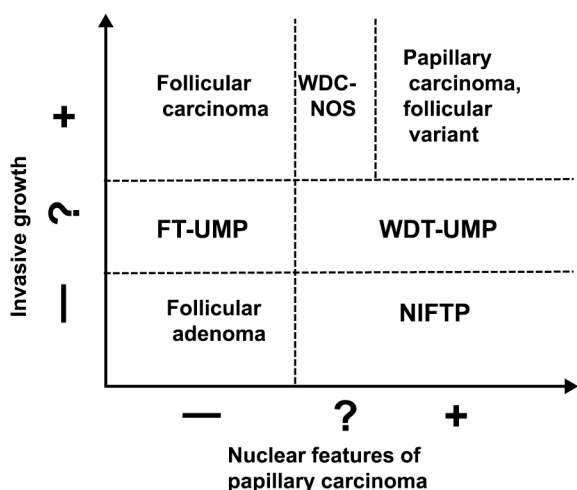 Follicular
carcinoma
WDC-
NOS
Papillary
carcinoma,
follicular
variant
FT-UMP
WDT-UMP
Follicular
adenoma
NIFTP
Invasive growth
+
?
—
—
?
+
Nuclear features of
papillary carcinoma